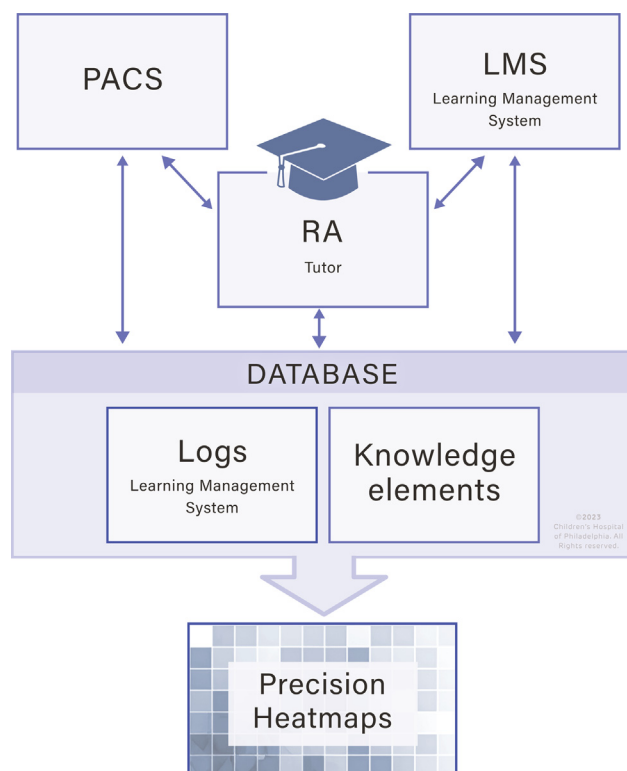 PACS
LMS
Learning Management
System
RA
Tutor
DATABASE
Logs
Learning Management
System
Knowledge
elements
©2023
Children's Hospital
of Philadelphia. All
Rights reserved.
Precision
Heatmaps